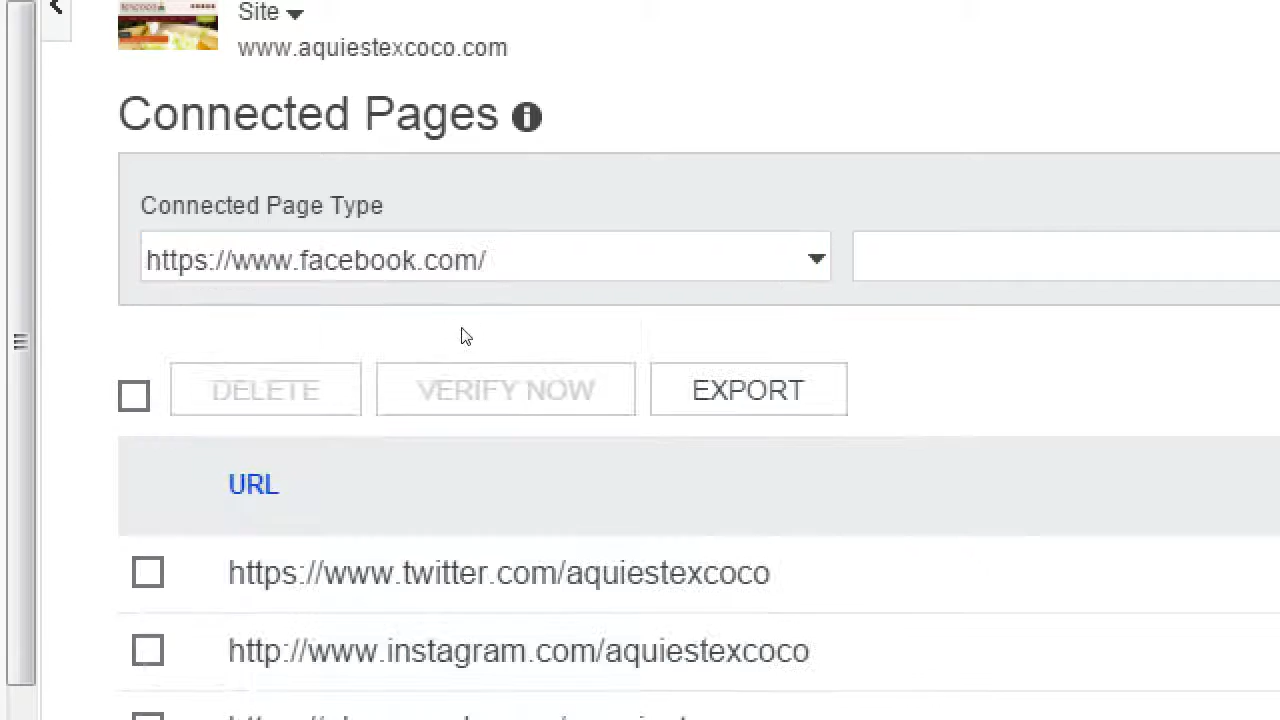 Site
www.aquiestexcoco.com
Connected Pages
Connected Page Type
https://www.facebook.com/
DELETE VERIFY NOW EXPORT
URL
https://www.twitter.com/aquiestexcoco
http://www.instagram.com/aquiestexcoco